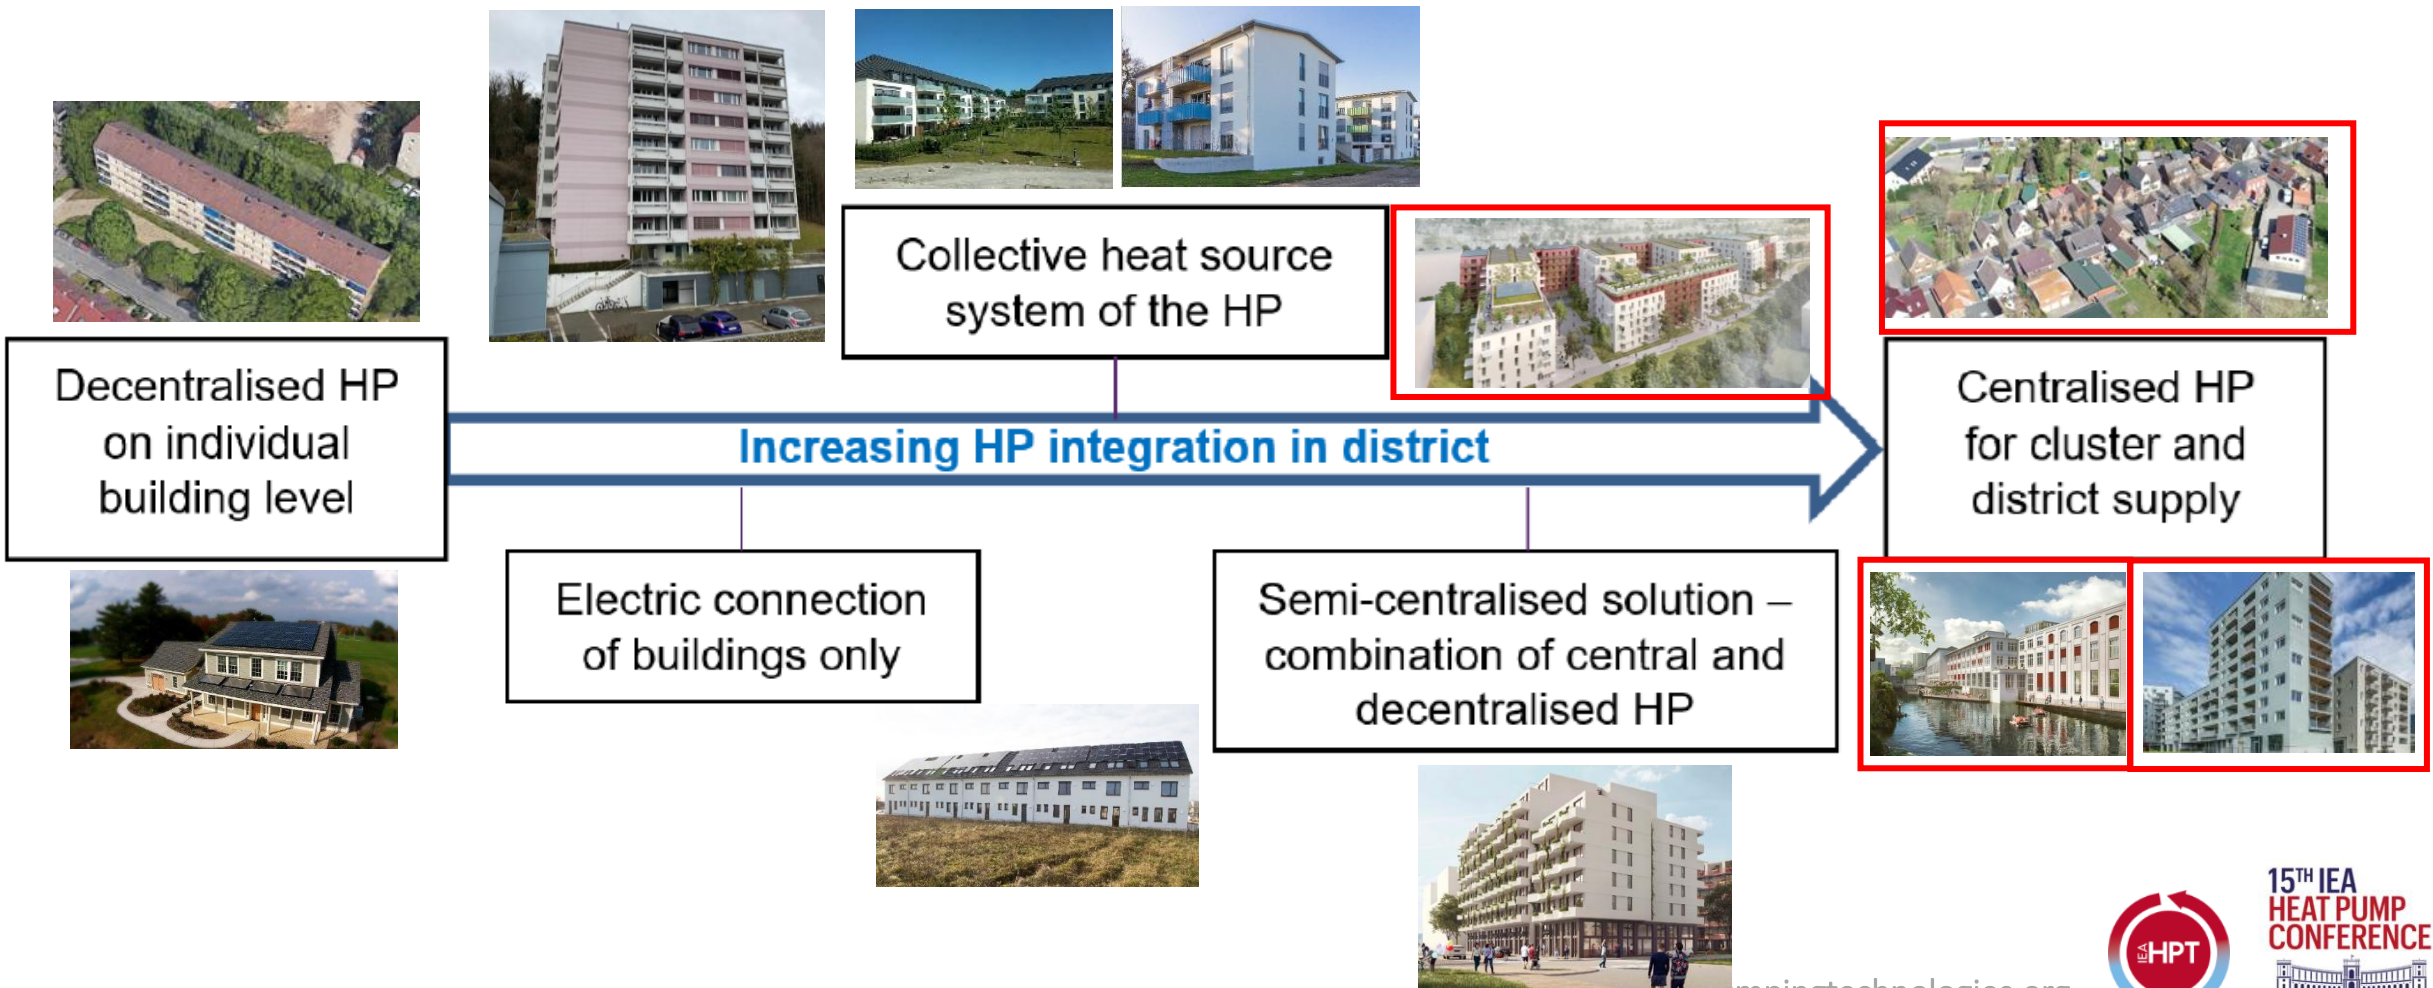 Collective heat source
system of the HP
Decentralised HP
on individual
building level
Increasing HP integration in district
Centralised HP
for cluster and
district supply
Electric connection
of buildings only
Semi-centralised solution –
combination of central and
decentralised HP
15TH IEA
HEAT PUMP
CONFERENCE
IEA HPT